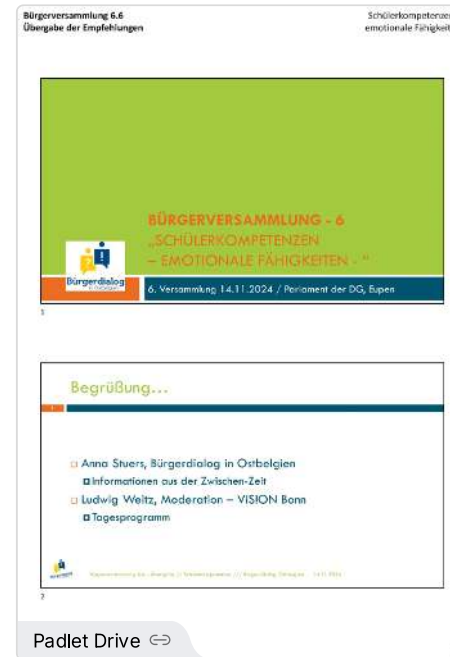 Bürgerversammlung 6.6
Übergabe der Empfehlungen
Schülerkompetenzen
emotionale Fähigkeit
BÜRGERVERSAMMLUNG - 6
„SCHÜLERKOMPETENZEN
– EMOTIONALE FÄHIGKEITEN - “
Bürgerdialog
6. Versammlung 14.11.2024 / Parlament der DG, Eupen
1
Begrüßung...
Anna Stuers, Bürgerdialog in Ostbelgien
Informationen aus der Zwischen-Zeit
Ludwig Weitz, Moderation – VISION Bonn
Tagesprogramm
2
Padlet Drive